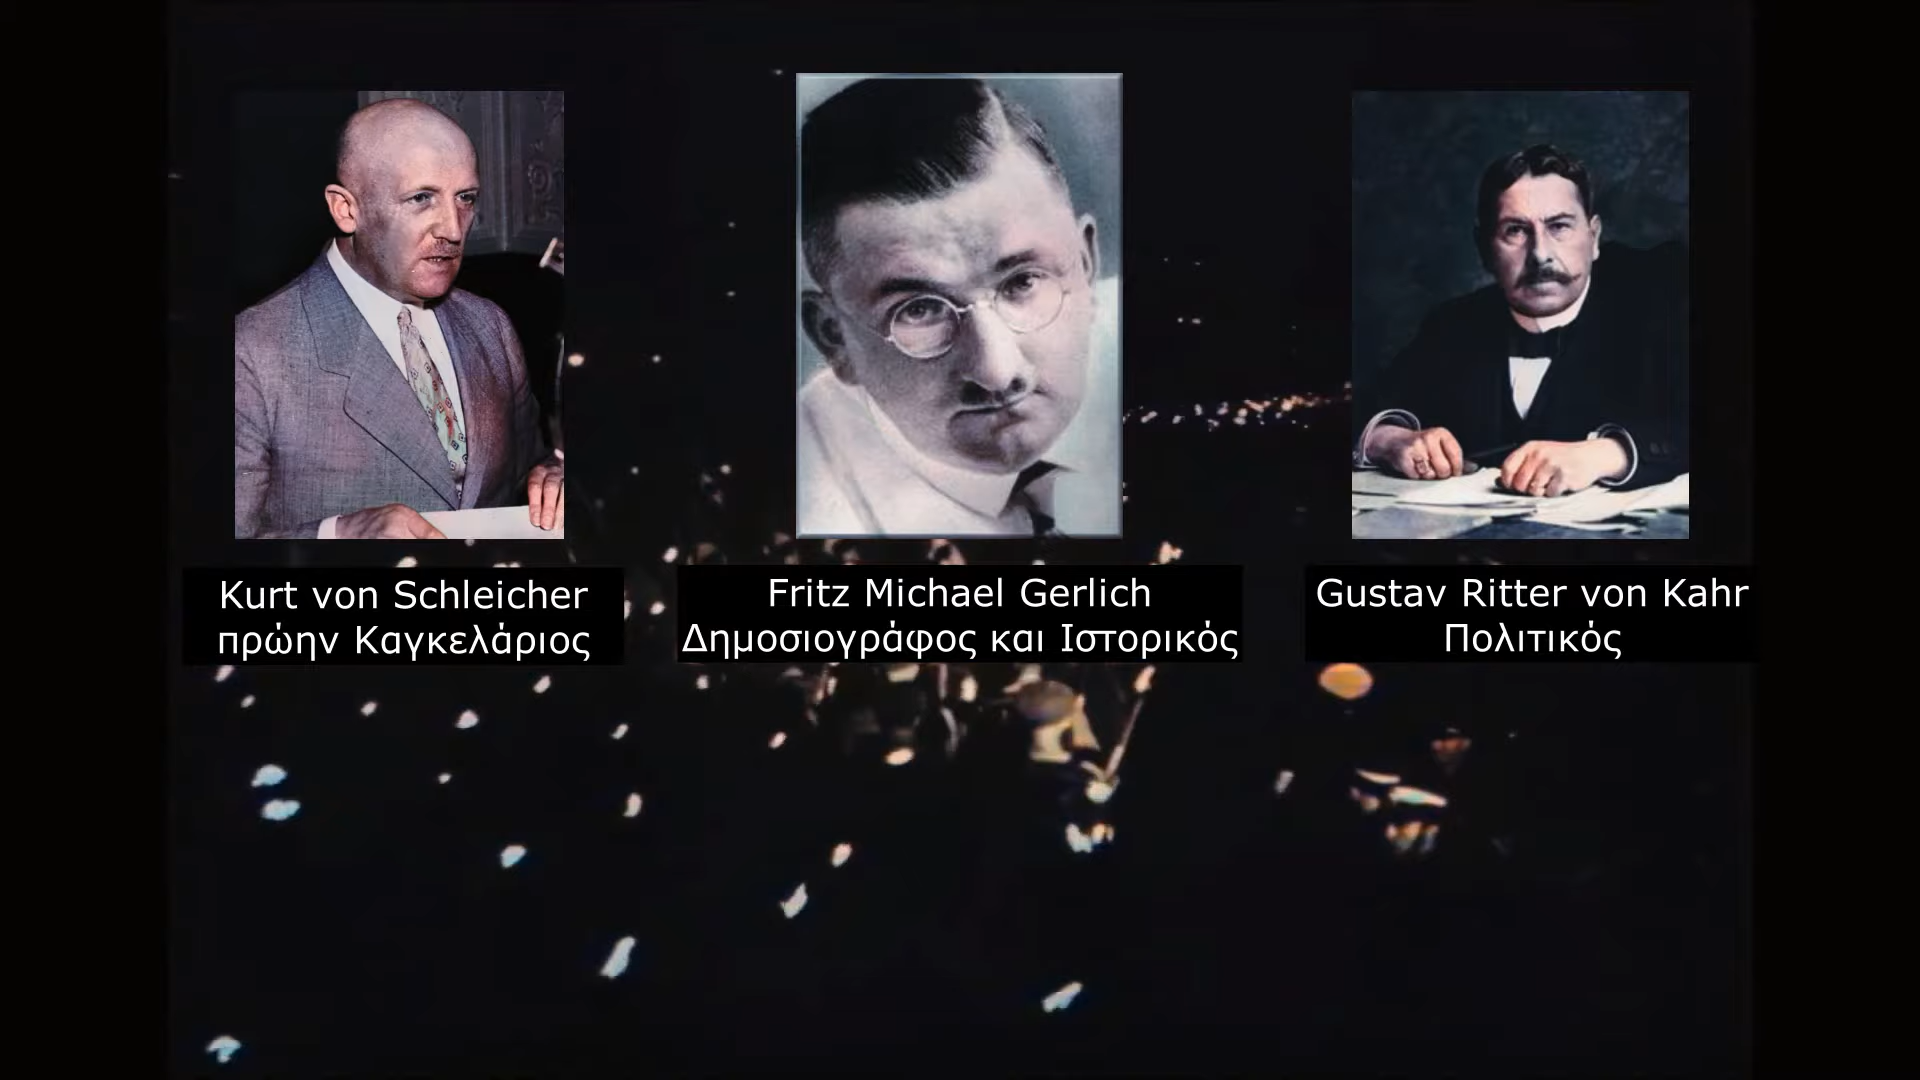 Kurt von Schleicher
πρώην Καγκελάριος
Fritz Michael Gerlich
Δημοσιογράφος και Ιστορικός
Gustav Ritter von Kahr
Πολιτικός